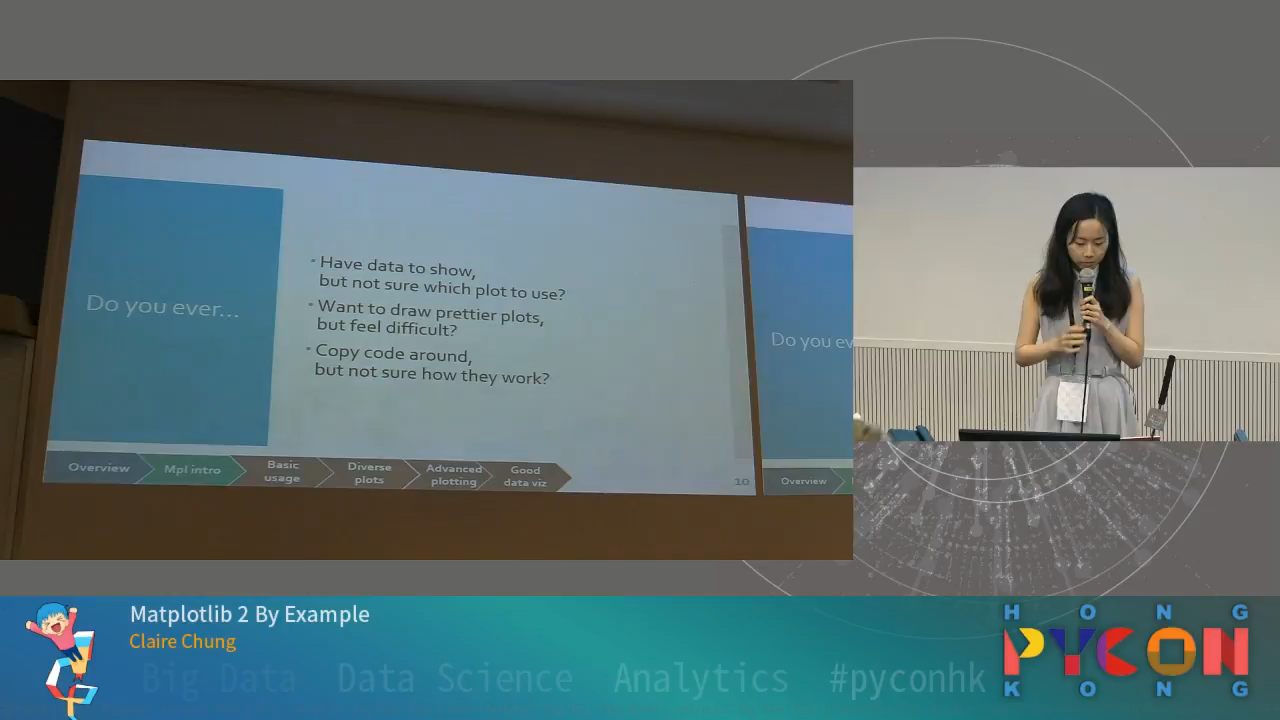 Do you ever...
• Have data to show,
but not sure which plot to use?
• Want to draw prettier plots,
but feel difficult?
• Copy code around,
but not sure how they work?
Overview
Mpl intro
Basic
usage
Diverse
plots
Advanced
plotting
Good
data viz
10
Do you ev
Overview
Matplotlib 2 By Example
Claire Chung
Big Data Data Science Analytics #pyconhk
HONG
PYCON
KONG